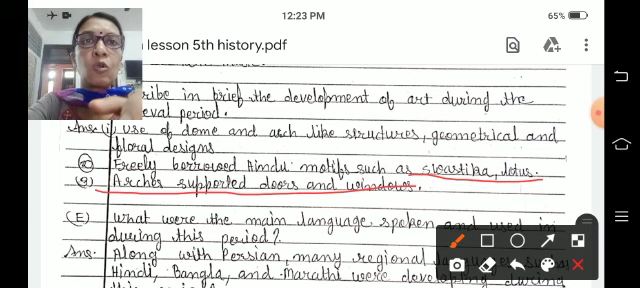 12:23 PM
65%
lesson 5th history.pdf
ribe in brief the development of art during the
eval period.
Ans: (1) use of dome and arch like structures, geometrical and
floral designs
(2) Freely borrowed Hindu motifs such as swastika, lotus.
(3) Arches supported doors and windows.
(E) What were the main language spoken and used in
during this period?
Ans. Along with Persian, many regional
Hindi, Bangla, and Marathi were developing during